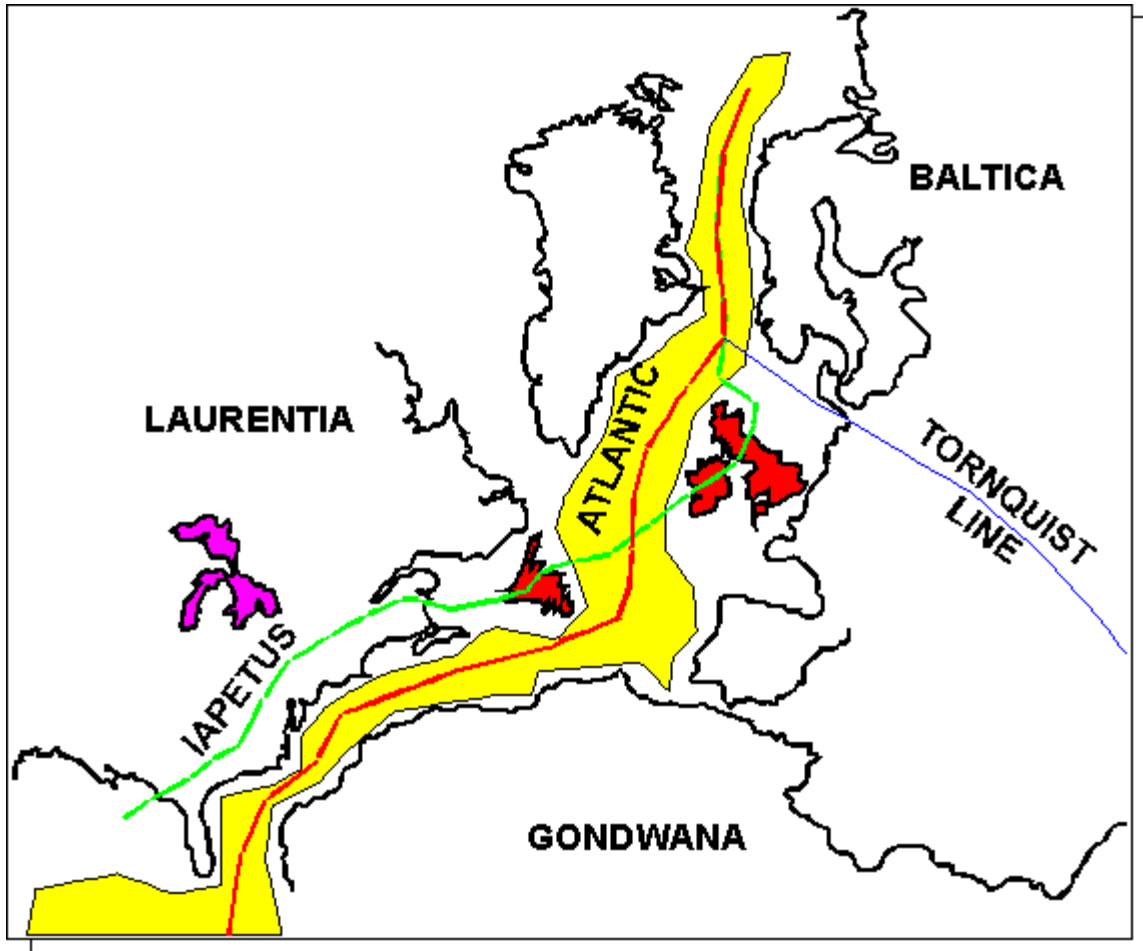 BALTICA
LAURENTIA
ATLANTIC
TORNQUIST
LINE
IAPETUS
GONDWANA